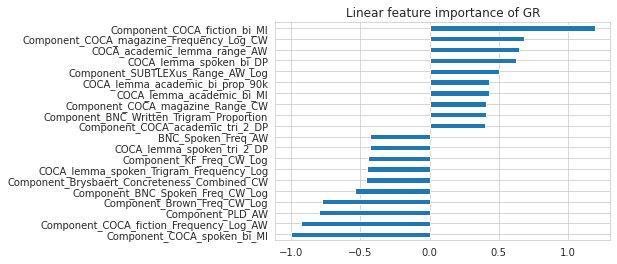 Linear feature importance of GR
Component_COCA_fiction_bi_MI
Component_COCA_magazine_Frequency_Log_CW
COCA_academic_lemma_range_AW
COCA_lemma_spoken_bi_DP
Component_SUBTLEXus_Range_AW_Log
COCA_lemma_academic_bi_prop_90k
COCA_lemma_academic_bi_MI
Component_COCA_magazine_Range_CW
Component_BNC_Written_Trigram_Proportion
Component_COCA_academic_tri_2_DP
BNC_Spoken_Freq_AW
COCA_lemma_spoken_tri_2_DP
Component_KF_Freq_CW_Log
COCA_lemma_spoken_Trigram_Frequency_Log
Component_Brysbaert_Concreteness_Combined_CW
Component_BNC_Spoken_Freq_CW_Log
Component_Brown_Freq_CW_Log
Component_PLD_AW
Component_COCA_fiction_Frequency_Log_AW
Component_COCA_spoken_bi_MI
−1.0 −0.5 0.0 0.5 1.0